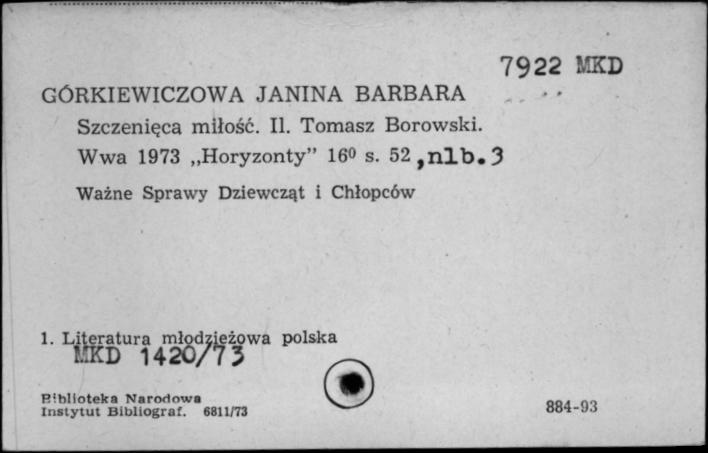 7922 MKD
GÓRKIEWICZOWA JANINA BARBARA
Szczenięca miłość. Il. Tomasz Borowski.
Wwa 1973 „Horyzonty” 16⁰ s. 52, nlb. 3
Ważne Sprawy Dziewcząt i Chłopców
1. Literatura młodzieżowa polska
MKD 1420/73
Biblioteka Narodowa
Instytut Bibliograf. 6811/73
884-93